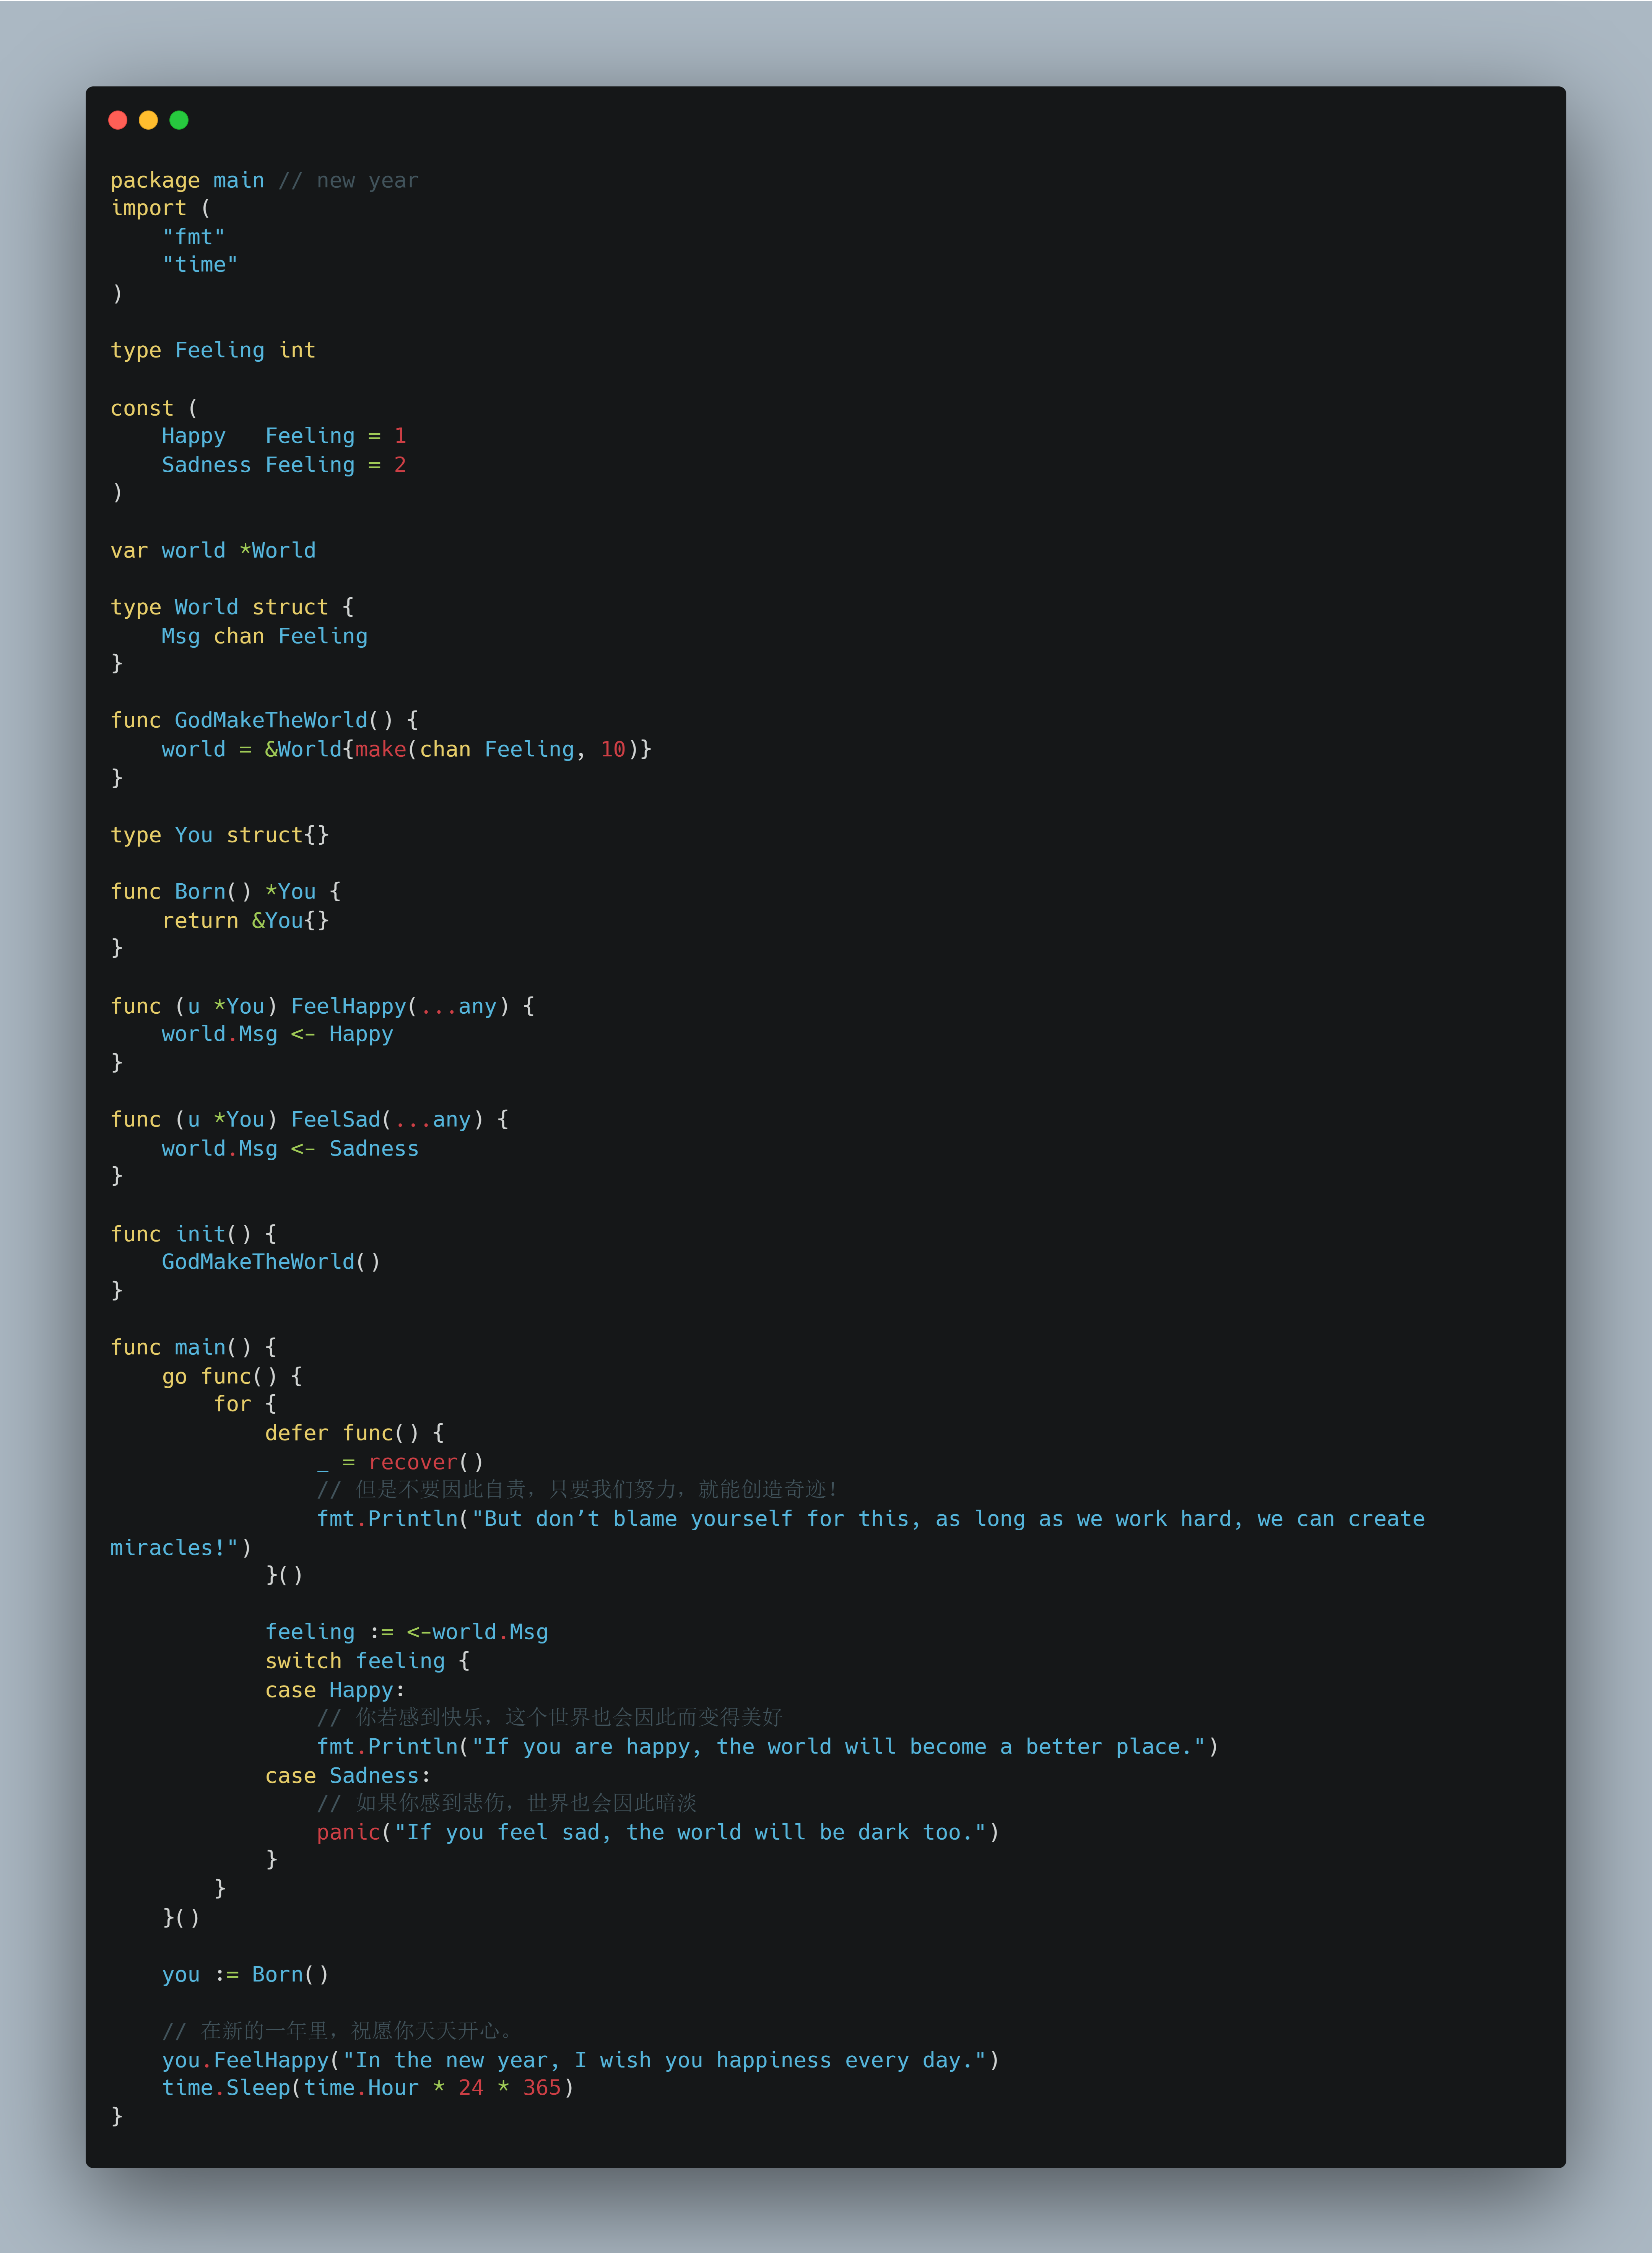 package main // new year
import (
    "fmt"
    "time"
)

type Feeling int

const (
    Happy   Feeling = 1
    Sadness Feeling = 2
)

var world *World

type World struct {
    Msg chan Feeling
}

func GodMakeTheWorld() {
    world = &World{make(chan Feeling, 10)}
}

type You struct{}

func Born() *You {
    return &You{}
}

func (u *You) FeelHappy(...any) {
    world.Msg <- Happy
}

func (u *You) FeelSad(...any) {
    world.Msg <- Sadness
}

func init() {
    GodMakeTheWorld()
}

func main() {
    go func() {
        for {
            defer func() {
                _ = recover()
                // 但是不要因此自责，只要我们努力，就能创造奇迹！
                fmt.Println("But don’t blame yourself for this, as long as we work hard, we can create
miracles!")
            }()

            feeling := <-world.Msg
            switch feeling {
            case Happy:
                // 你若感到快乐，这个世界也会因此而变得美好
                fmt.Println("If you are happy, the world will become a better place.")
            case Sadness:
                // 如果你感到悲伤，世界也会因此暗淡
                panic("If you feel sad, the world will be dark too.")
            }
        }
    }()

    you := Born()

    // 在新的一年里，祝愿你天天开心。
    you.FeelHappy("In the new year, I wish you happiness every day.")
    time.Sleep(time.Hour * 24 * 365)
}